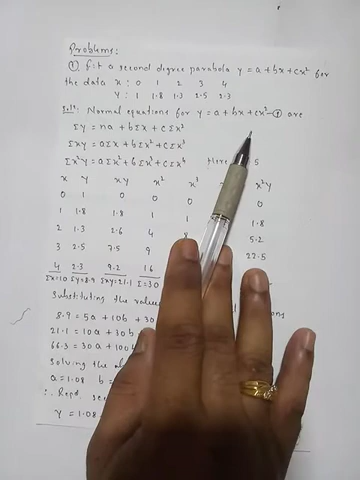 Problems:
① Fit a second degree parabola y = a + bx + cx² for
the data x : 0 1 2 3 4
Y : 1 1.8 1.3 2.5 2.3
Solⁿ: Normal equations for y = a + bx + cx² -① are
Σy = na + bΣx + cΣx²
Σxy = aΣx + bΣx² + cΣx³
Σx²y = aΣx² + bΣx³ + cΣx⁴ Here 5
x y xy x² x³ x²y
0 1 0 0 0
1 1.8 1.8 1 1 1.8
2 1.3 2.6 4 8 5.2
3 2.5 7.5 9 22.5
4 2.3 9.2 16
Σx=10 Σy=8.9 Σxy=21.1 Σ=30
Substituting the values
8.9 = 5a + 10b + 30
21.1 = 10a + 30b +
66.3 = 30a + 100b
Solving the
a = 1.08 b =
∴ Reqd. sec
Y = 1.08